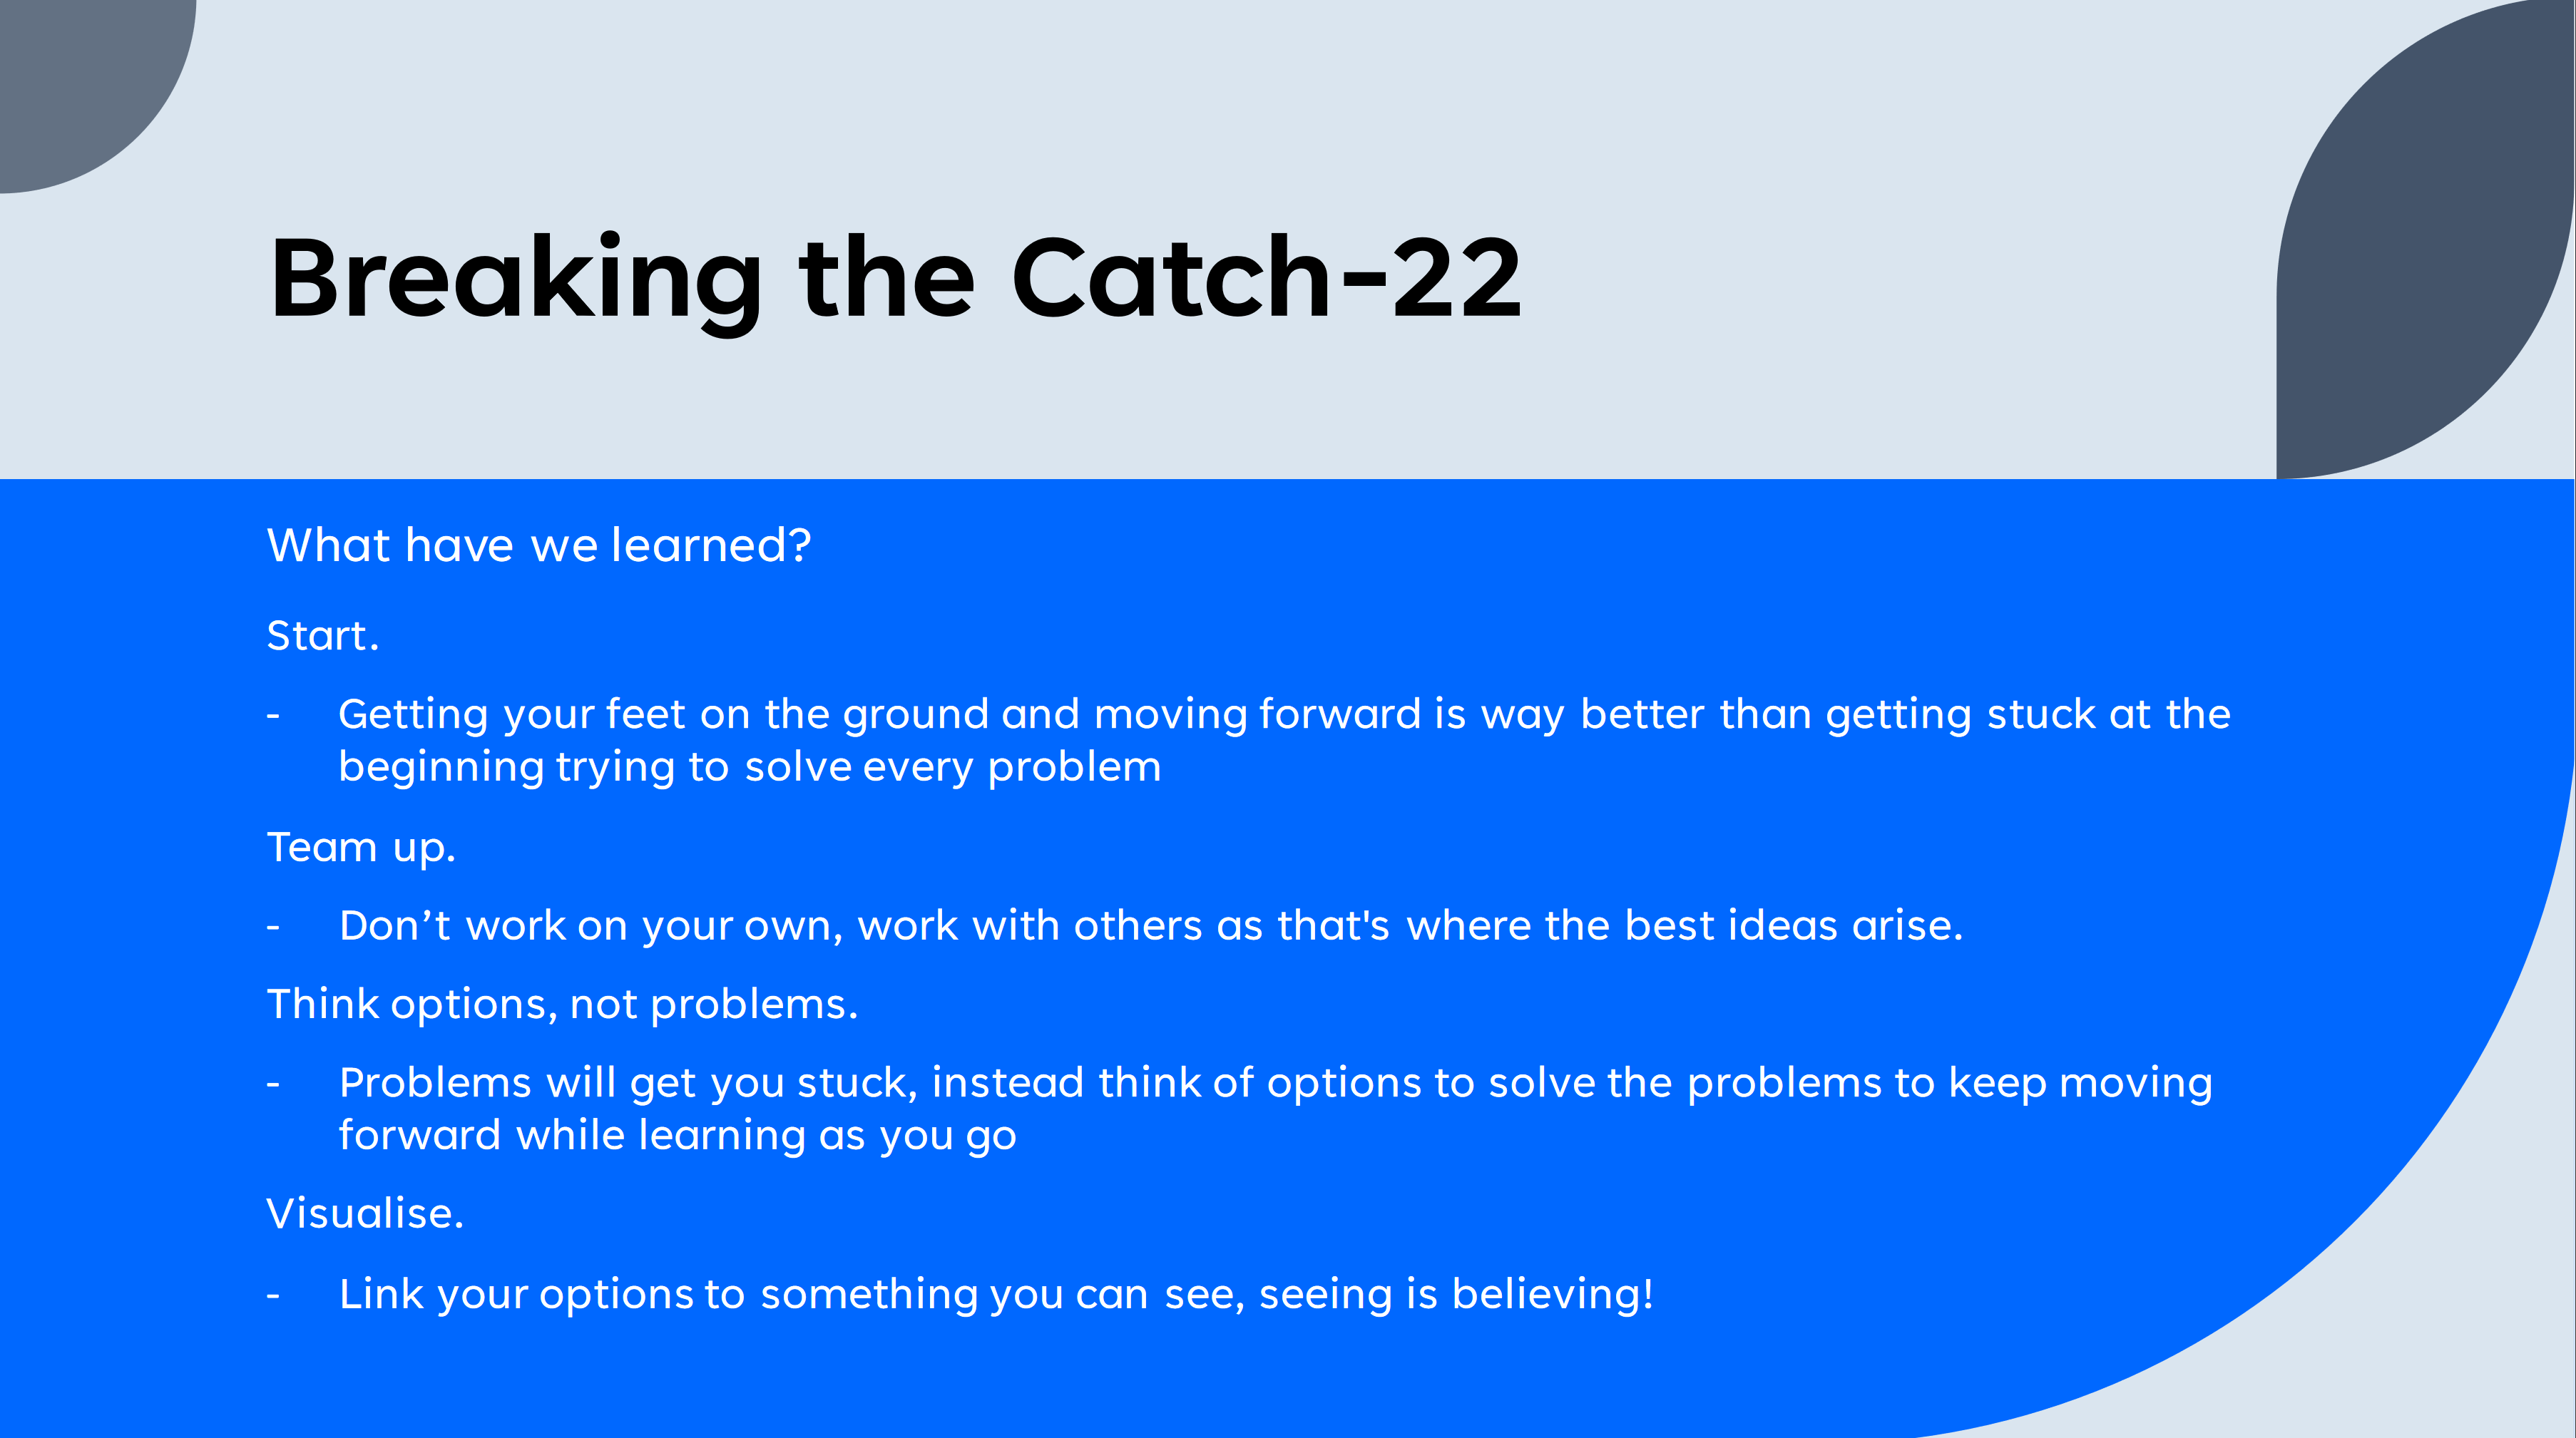 Breaking the Catch-22
What have we learned?
Start.
- Getting your feet on the ground and moving forward is way better than getting stuck at the
beginning trying to solve every problem
Team up.
- Don’t work on your own, work with others as that's where the best ideas arise.
Think options, not problems.
- Problems will get you stuck, instead think of options to solve the problems to keep moving
forward while learning as you go
Visualise.
- Link your options to something you can see, seeing is believing!